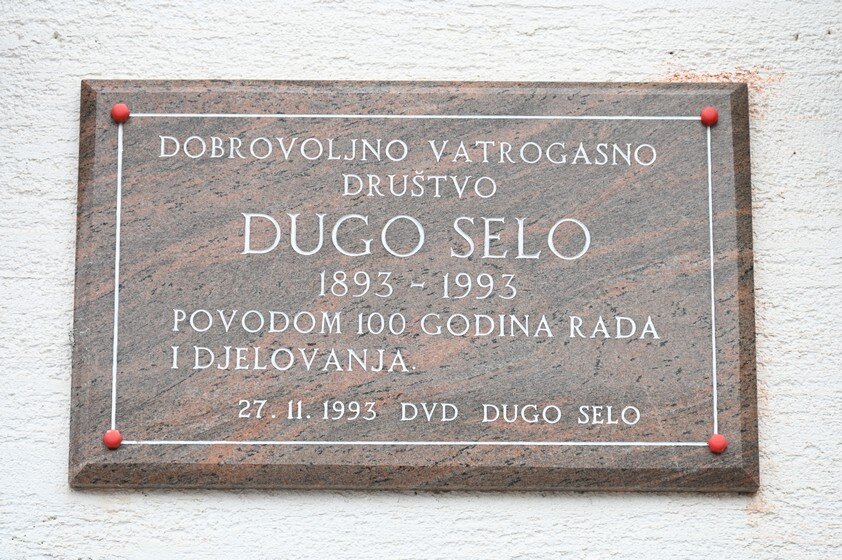 DOBROVOLJNO VATROGASNO
DRUŠTVO
DUGO SELO
1893 - 1993
POVODOM 100 GODINA RADA
I DJELOVANJA.
27. 11. 1993 DVD DUGO SELO